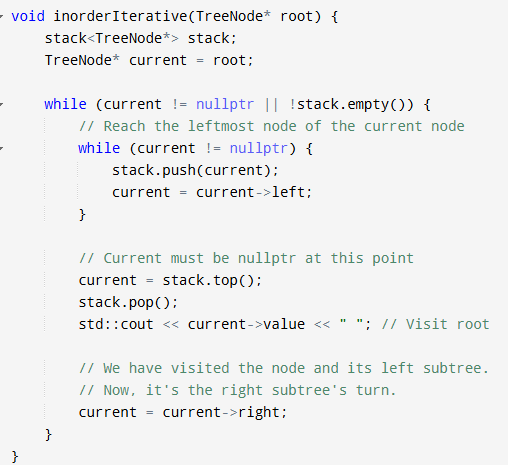 void inorderIterative(TreeNode* root) {
    stack<TreeNode*> stack;
    TreeNode* current = root;

    while (current != nullptr || !stack.empty()) {
        // Reach the leftmost node of the current node
        while (current != nullptr) {
            stack.push(current);
            current = current->left;
        }

        // Current must be nullptr at this point
        current = stack.top();
        stack.pop();
        std::cout << current->value << " "; // Visit root

        // We have visited the node and its left subtree.
        // Now, it's the right subtree's turn.
        current = current->right;
    }
}